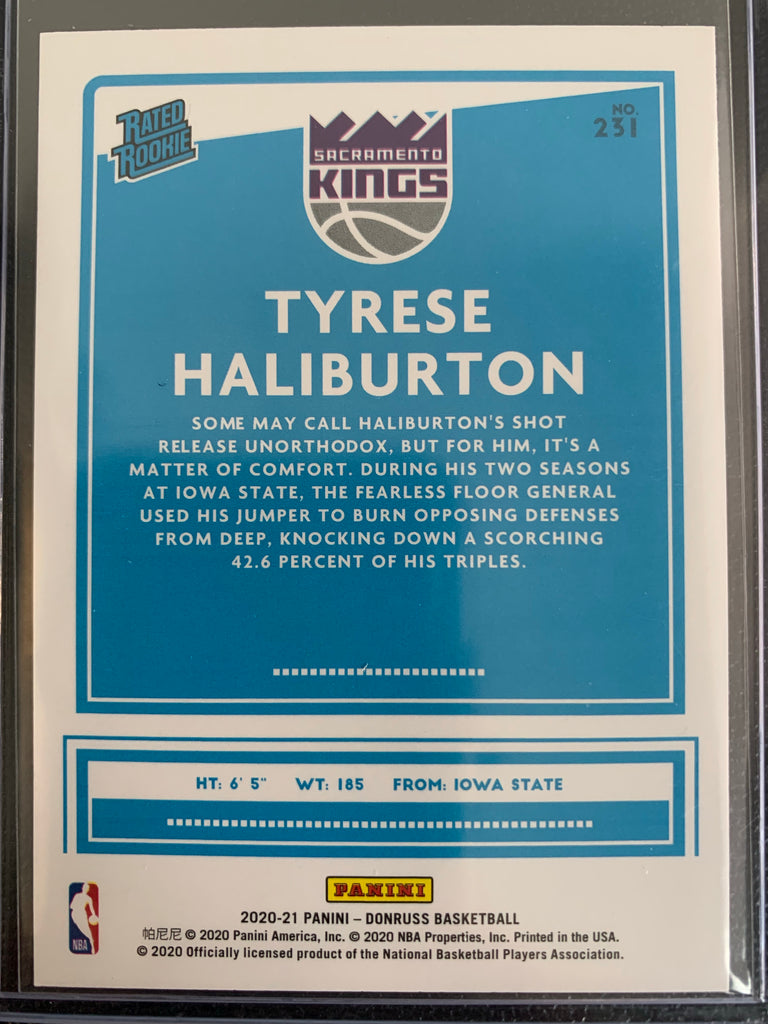 RATED
ROOKIE
NO.
231
SACRAMENTO
KINGS
TYRESE
HALIBURTON
SOME MAY CALL HALIBURTON'S SHOT
RELEASE UNORTHODOX, BUT FOR HIM, IT'S A
MATTER OF COMFORT. DURING HIS TWO SEASONS
AT IOWA STATE, THE FEARLESS FLOOR GENERAL
USED HIS JUMPER TO BURN OPPOSING DEFENSES
FROM DEEP, KNOCKING DOWN A SCORCHING
42.6 PERCENT OF HIS TRIPLES.
HT: 6' 5" WT: 185 FROM: IOWA STATE
PANINI
2020-21 PANINI – DONRUSS BASKETBALL
帕尼尼 © 2020 Panini America, Inc. © 2020 NBA Properties, Inc. Printed in the USA.
© 2020 Officially licensed product of the National Basketball Players Association.
NBA